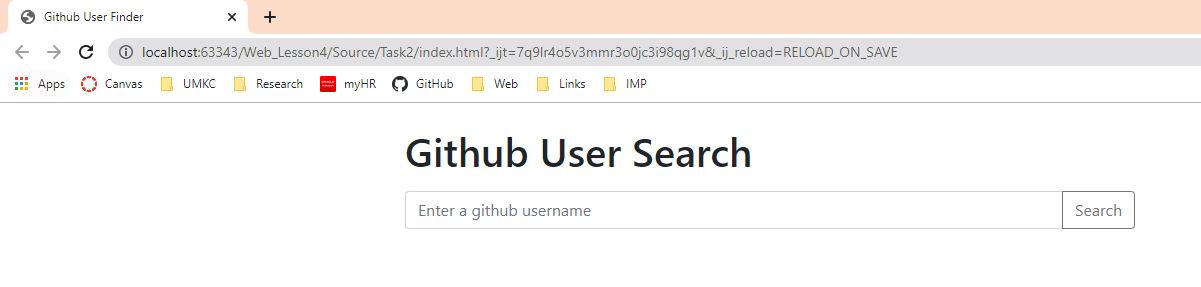 Github User Finder
localhost:63343/Web_Lesson4/Source/Task2/index.html?_ijt=7q9lr4o5v3mmr3o0jc3i98qg1v&_ij_reload=RELOAD_ON_SAVE
Apps Canvas UMKC Research myHR GitHub Web Links IMP
Github User Search
Enter a github username Search